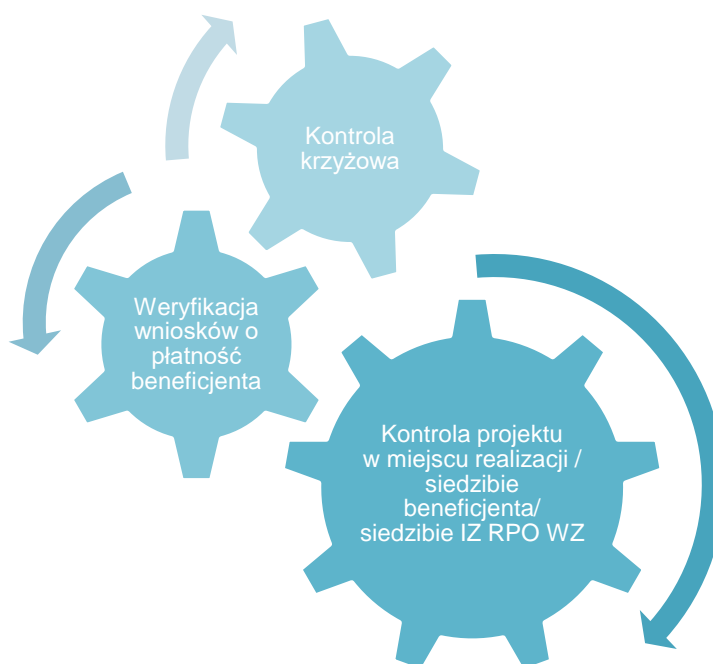 Kontrola
krzyżowa
Weryfikacja
wniosków o
płatność
beneficjenta
Kontrola projektu
w miejscu realizacji /
siedzibie
beneficjenta/
siedzibie IZ RPO WZ